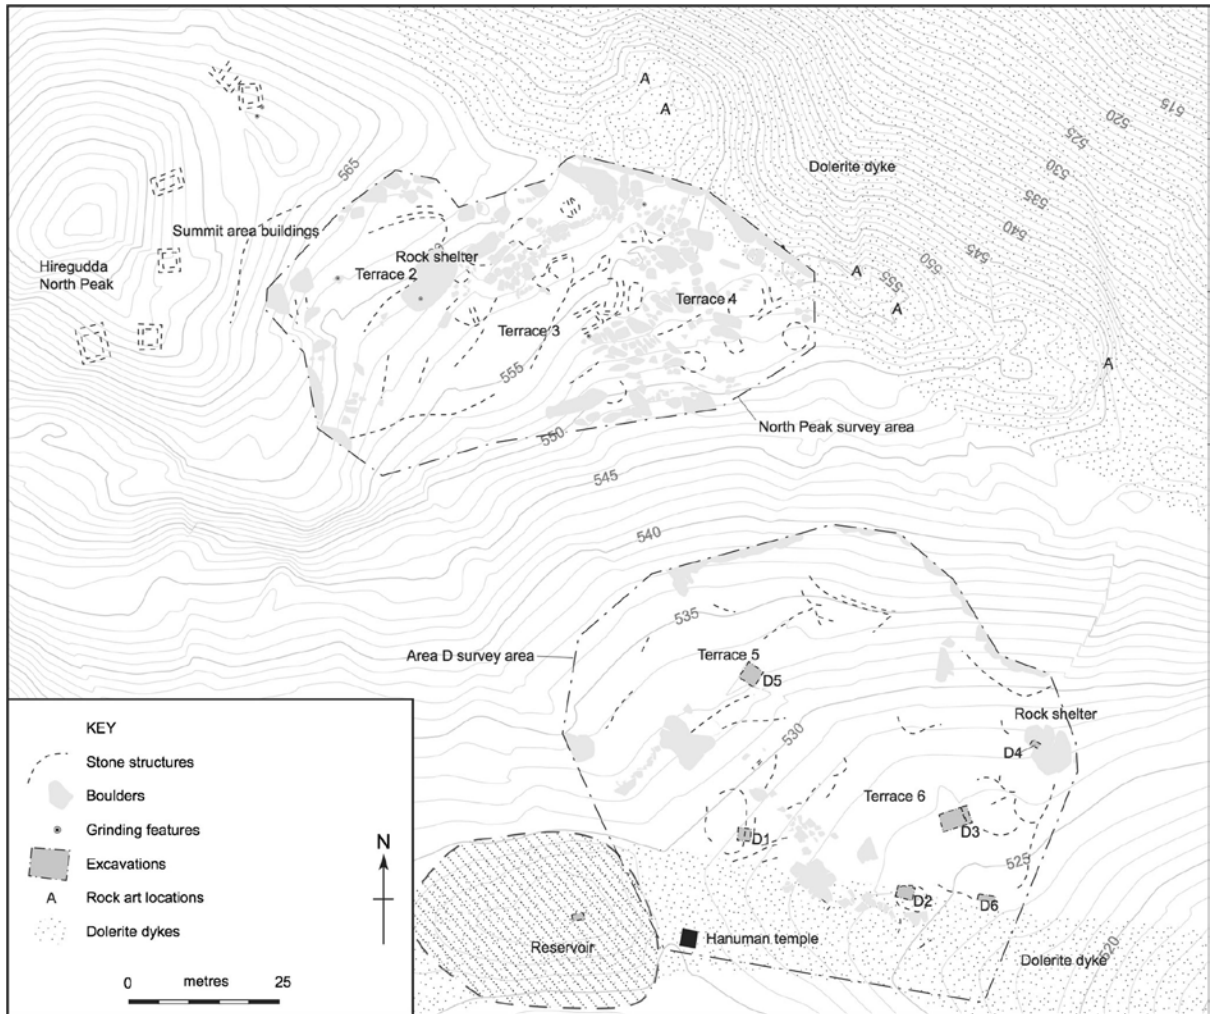 A
A
515
520
525
530
535
540
545
550
555
Dolerite dyke
565
Summit area buildings
Hiregudda
North Peak
Rock shelter
Terrace 2
Terrace 3
Terrace 4
A
A
A
555
550
North Peak survey area
545
540
535
Area D survey area
Terrace 5
D5
530
Rock shelter
D4
Terrace 6
D3
D1
525
D2
D6
Hanuman temple
Reservoir
Dolerite dyke
520
KEY
Stone structures
Boulders
Grinding features
Excavations
A
Rock art locations
Dolerite dykes
N
0
metres
25